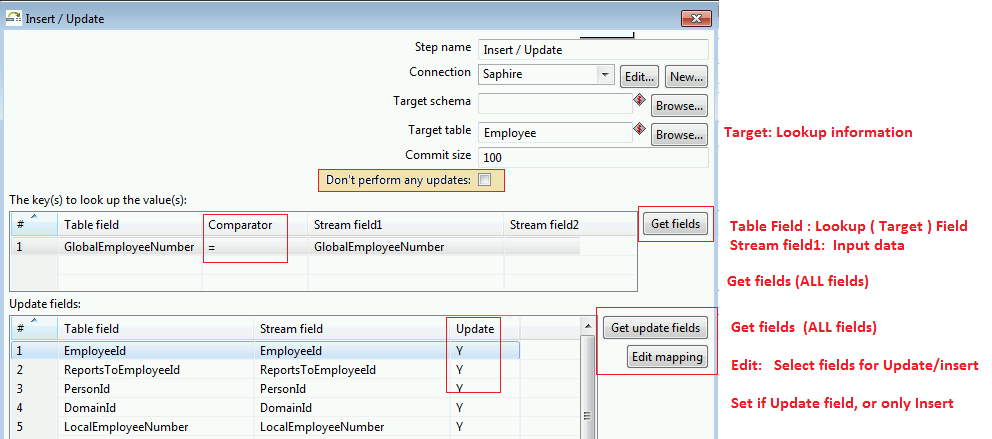 Insert / Update
Step name Insert / Update
Connection Saphire Edit... New...
Target schema Browse...
Target table Employee Browse...
Target: Lookup information
Commit size 100
Don't perform any updates:
The key(s) to look up the value(s):
# Table field Comparator Stream field1 Stream field2 Get fields
1 GlobalEmployeeNumber = GlobalEmployeeNumber
Table Field : Lookup ( Target ) Field
Stream field1: Input data
Get fields (ALL fields)
Update fields:
# Table field Stream field Update Get update fields
Get fields (ALL fields)
1 EmployeeId EmployeeId Y
Edit mapping
2 ReportsToEmployeeId ReportsToEmployeeId Y
Edit: Select fields for Update/insert
3 PersonId PersonId Y
4 DomainId DomainId Y
Set if Update field, or only Insert
5 LocalEmployeeNumber LocalEmployeeNumber Y